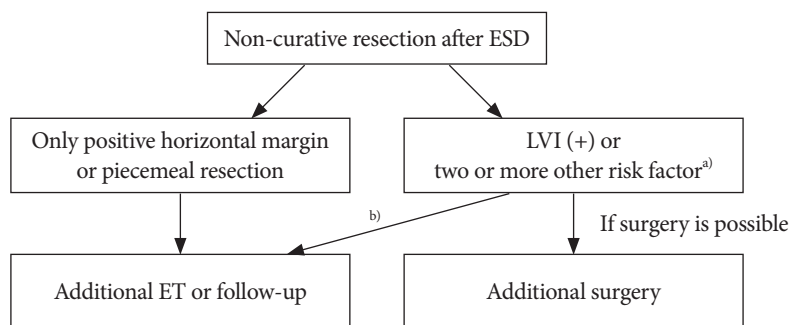 Non-curative resection after ESD
Only positive horizontal margin
or piecemeal resection
LVI (+) or
two or more other risk factor a)
b)
If surgery is possible
Additional ET or follow-up
Additional surgery